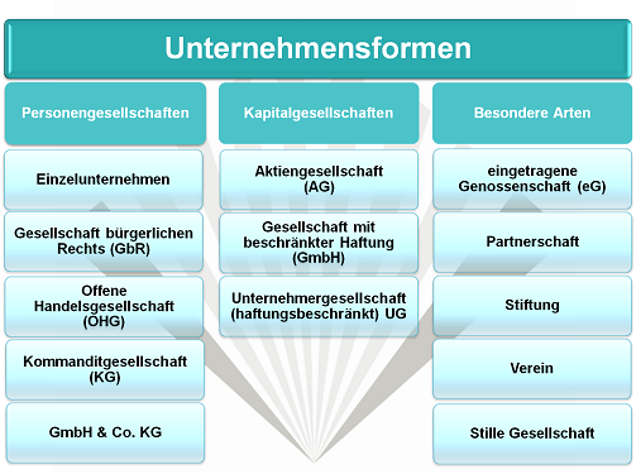 Unternehmensformen
Personengesellschaften
Kapitalgesellschaften
Besondere Arten
Einzelunternehmen
Aktiengesellschaft
(AG)
eingetragene
Genossenschaft (eG)
Gesellschaft bürgerlichen
Rechts (GbR)
Gesellschaft mit
beschränkter Haftung
(GmbH)
Partnerschaft
Offene
Handelsgesellschaft
(OHG)
Unternehmergesellschaft
(haftungsbeschränkt) UG
Stiftung
Kommanditgesellschaft
(KG)
Verein
GmbH & Co. KG
Stille Gesellschaft